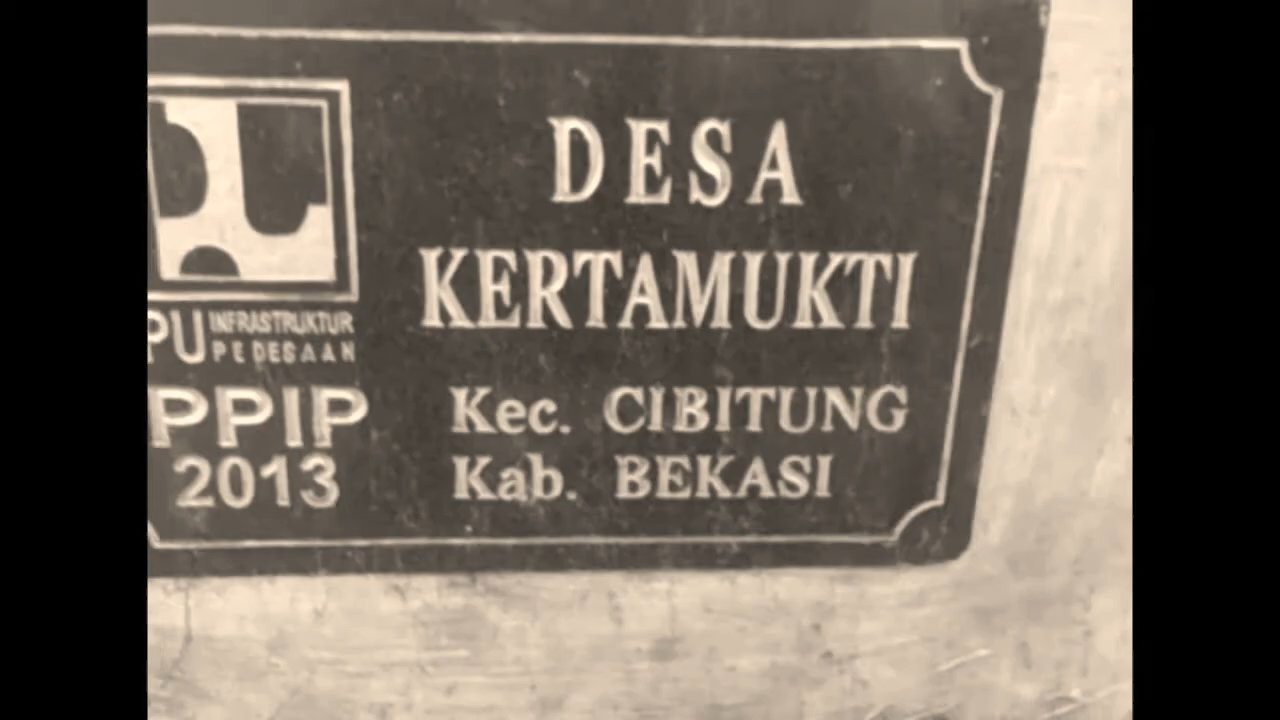 PU INFRASTRUKTUR
PEDESAAN
PPIP
2013
DESA
KERTAMUKTI
Kec. CIBITUNG
Kab. BEKASI